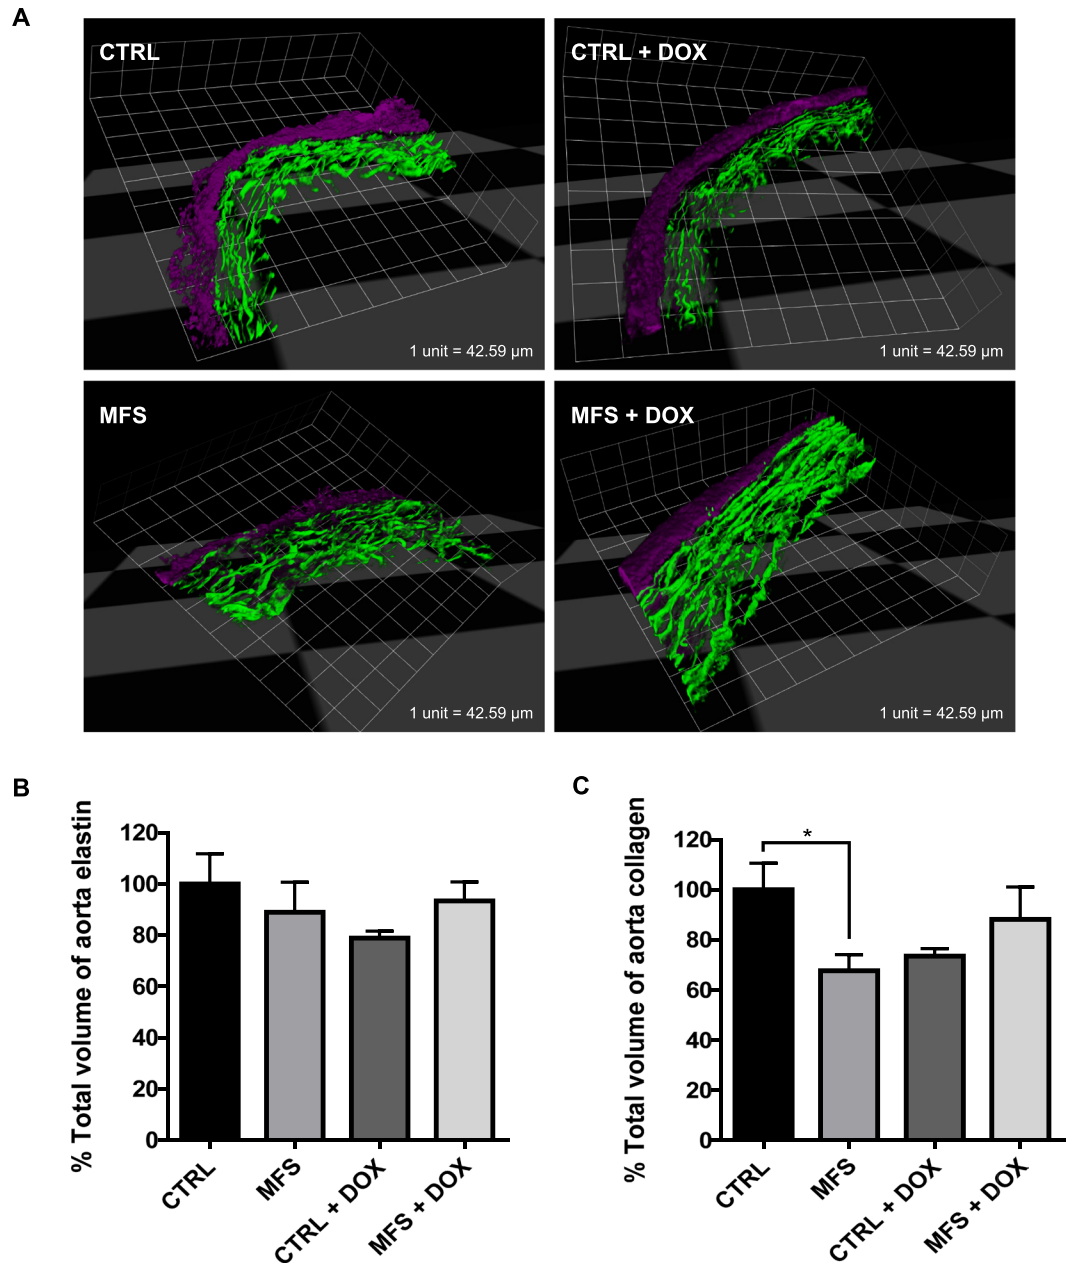 A
CTRL
1 unit = 42.59 µm
CTRL + DOX
1 unit = 42.59 µm
MFS
1 unit = 42.59 µm
MFS + DOX
1 unit = 42.59 µm
B
% Total volume of aorta elastin
120
100
80
60
40
20
0
CTRL
MFS
CTRL + DOX
MFS + DOX
C
% Total volume of aorta collagen
120
100
80
60
40
20
0
*
CTRL
MFS
CTRL + DOX
MFS + DOX